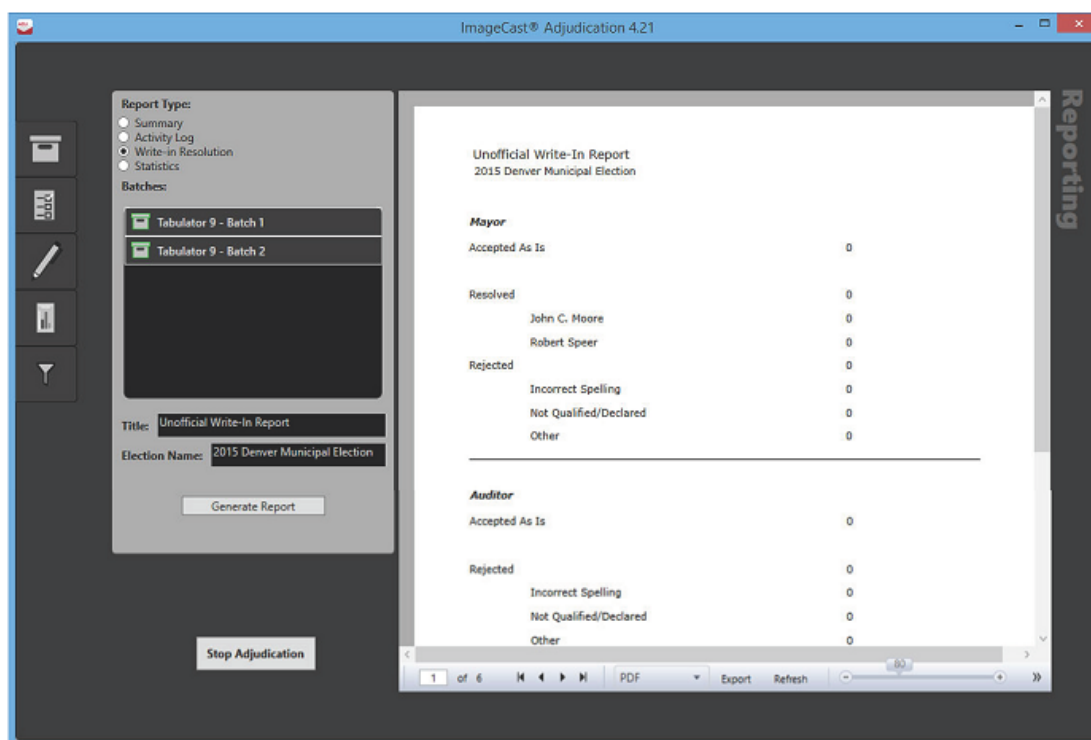 ImageCast® Adjudication 4.21
Reporting
Report Type:
Summary
Activity Log
Write-in Resolution
Statistics
Batches:
Tabulator 9 - Batch 1
Tabulator 9 - Batch 2
Title: Unofficial Write-In Report
Election Name: 2015 Denver Municipal Election
Generate Report
Stop Adjudication
Unofficial Write-In Report
2015 Denver Municipal Election
Mayor
Accepted As Is 0
Resolved 0
John C. Moore 0
Robert Speer 0
Rejected 0
Incorrect Spelling 0
Not Qualified/Declared 0
Other 0
Auditor
Accepted As Is 0
Rejected 0
Incorrect Spelling 0
Not Qualified/Declared 0
Other 0
1 of 6 PDF Export Refresh 80